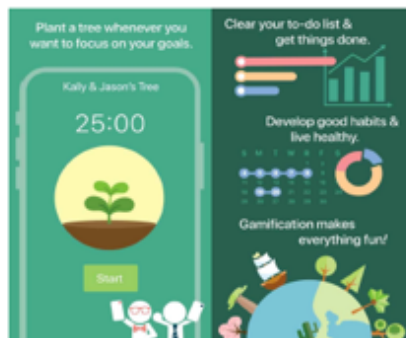 Plant a tree whenever you
want to focus on your goals.
Kally & Jason's Tree
25:00
Start
Clear your to-do list &
get things done.
Develop good habits &
live healthy.
S M T W T F S
Gamification makes
everything fun!